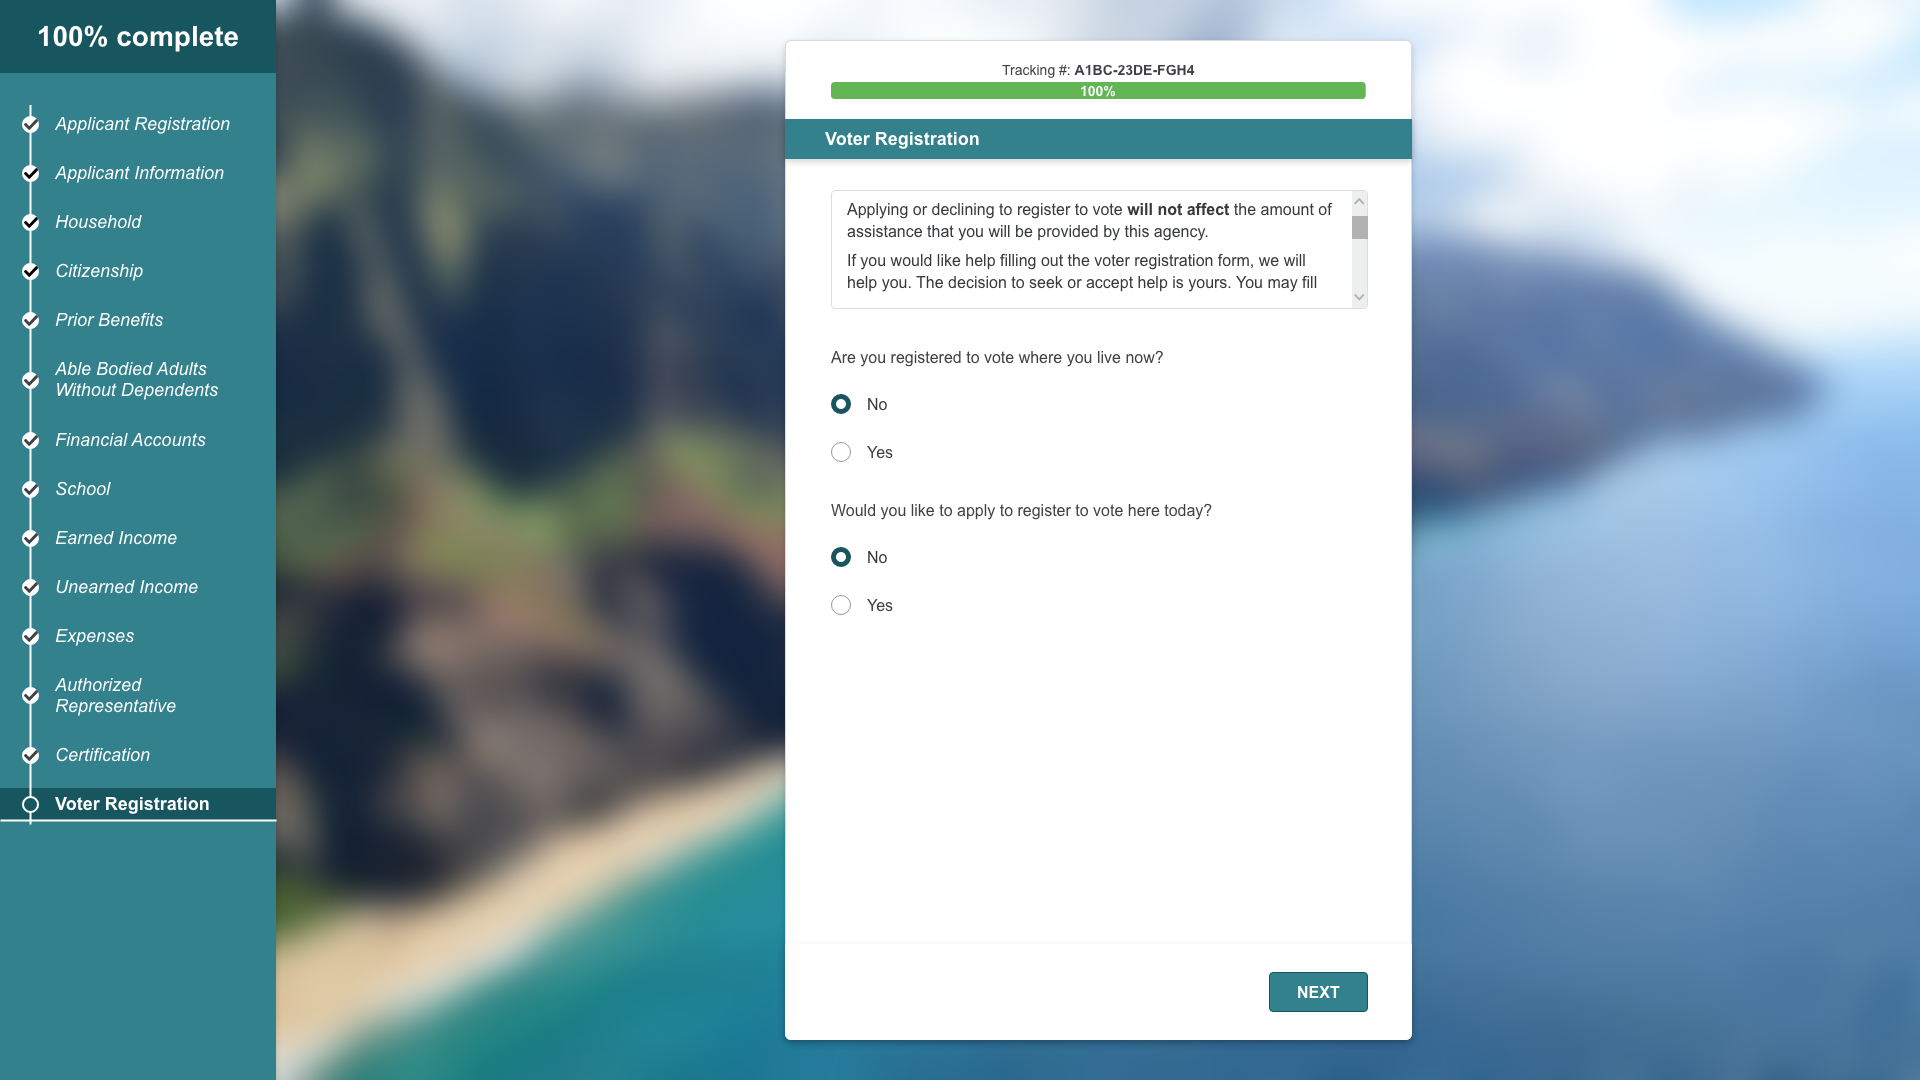 100% complete
Applicant Registration
Applicant Information
Household
Citizenship
Prior Benefits
Able Bodied Adults
Without Dependents
Financial Accounts
School
Earned Income
Unearned Income
Expenses
Authorized
Representative
Certification
Voter Registration
Tracking #: A1BC-23DE-FGH4
100%
Voter Registration
Applying or declining to register to vote will not affect the amount of
assistance that you will be provided by this agency.
If you would like help filling out the voter registration form, we will
help you. The decision to seek or accept help is yours. You may fill
Are you registered to vote where you live now?
No
Yes
Would you like to apply to register to vote here today?
No
Yes
NEXT